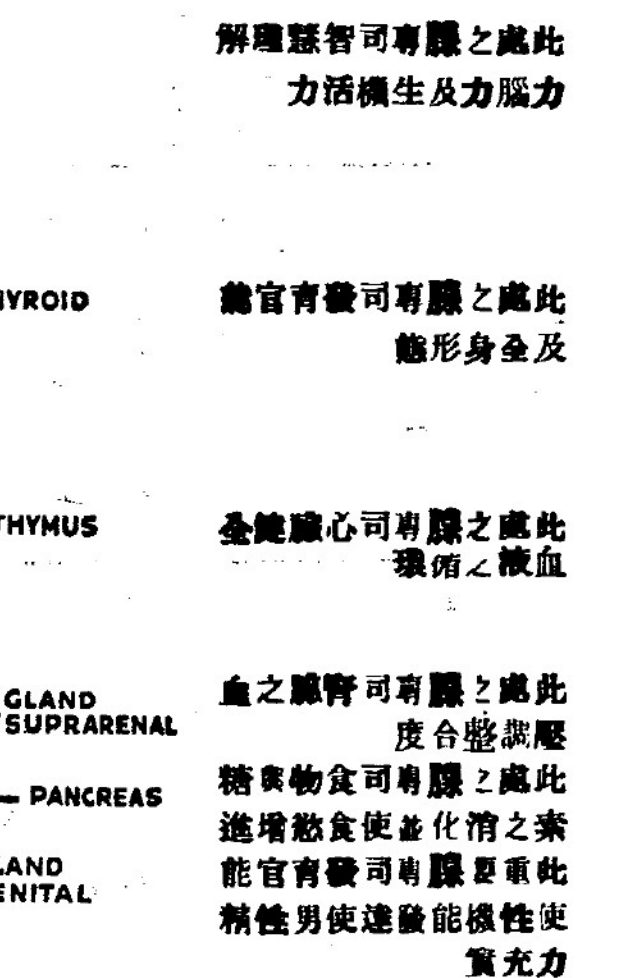 此處之腺專司智慧理解
力腦力及生機活力
YROID
此處之腺專司發育官能
及全身形態
THYMUS
此處之腺專司心臟健全
血液之循環
GLAND
SUPRARENAL
此處之腺專司腎臟之血
壓調整合度
PANCREAS
此處之腺專司食物與糖
素之消化並使食慾增進
LAND
ENITAL
此重要腺專司發育官能
使性機能發達使男性精
力充實